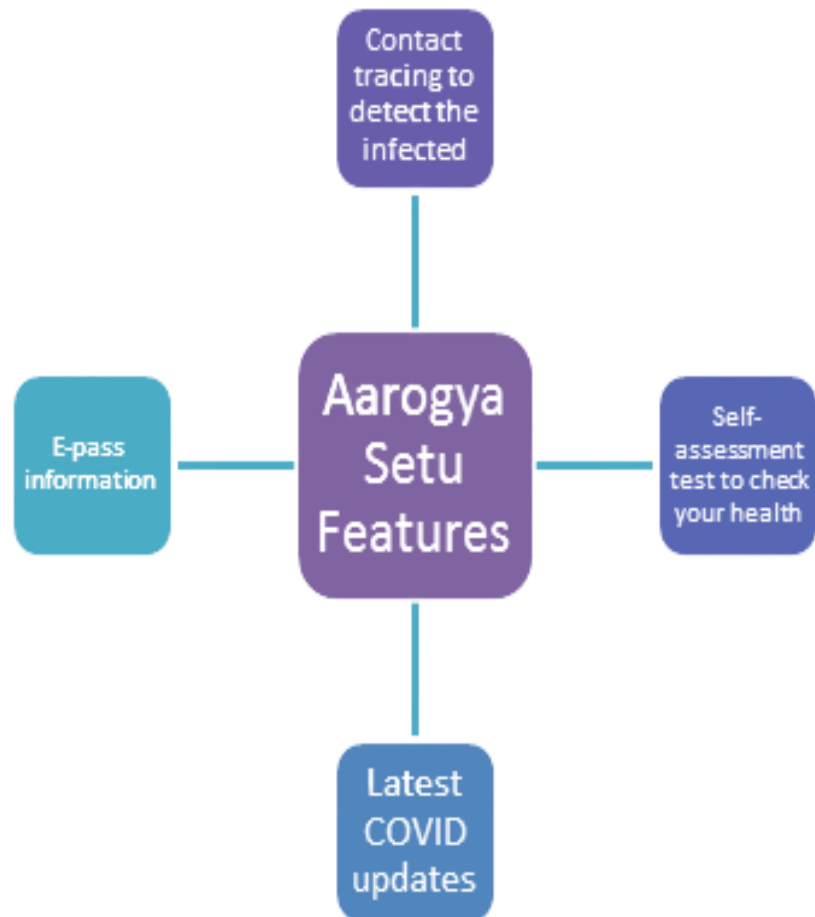 Contact
tracing to
detect the
infected
E-pass
information
Aarogya
Setu
Features
Self-
assessment
test to check
your health
Latest
COVID
updates